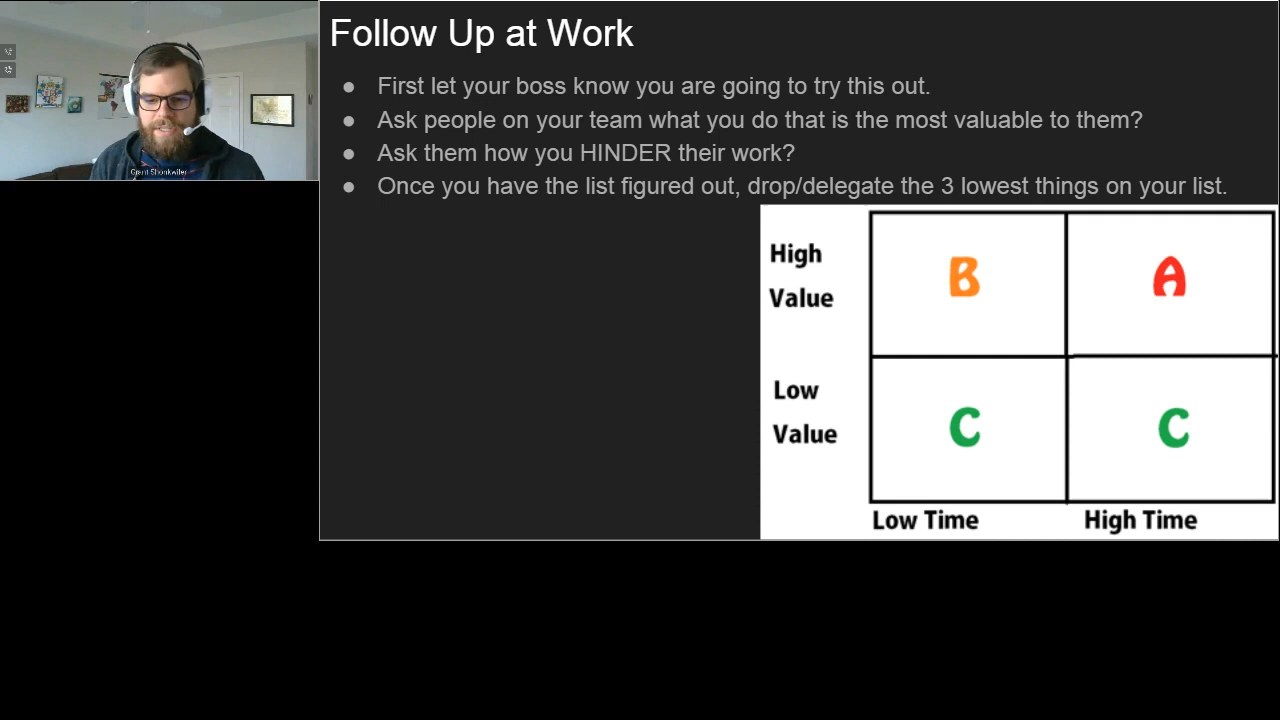 Follow Up at Work
● First let your boss know you are going to try this out.
● Ask people on your team what you do that is the most valuable to them?
● Ask them how you HINDER their work?
● Once you have the list figured out, drop/delegate the 3 lowest things on your list.
Grant Shonkwiler
High
Value
B
A
Low
Value
C
C
Low Time
High Time